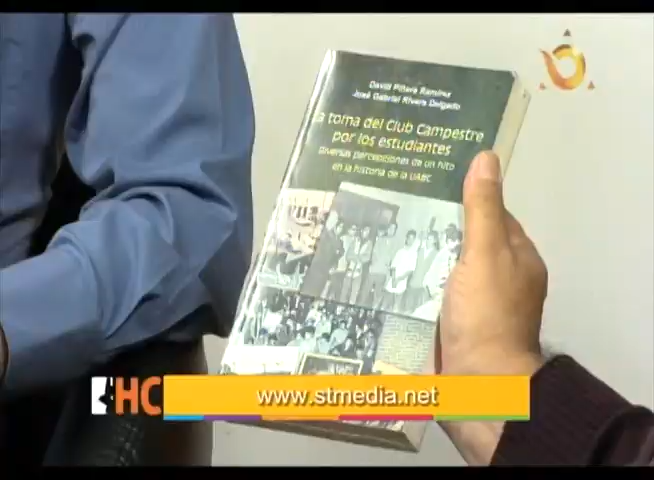 David Piñera Ramírez
José Gabriel Rivera Delgado
La toma del Club Campestre
por los estudiantes
Diversas percepciones de un hito
en la historia de la UABC
HC
www.stmedia.net